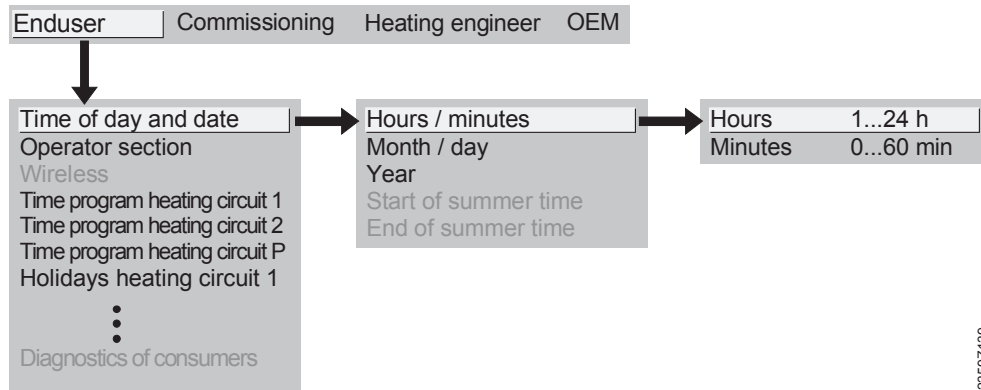 Enduser Commissioning Heating engineer OEM
Time of day and date
Operator section
Wireless
Time program heating circuit 1
Time program heating circuit 2
Time program heating circuit P
Holidays heating circuit 1
Diagnostics of consumers
Hours / minutes
Month / day
Year
Start of summer time
End of summer time
Hours 1...24 h
Minutes 0...60 min